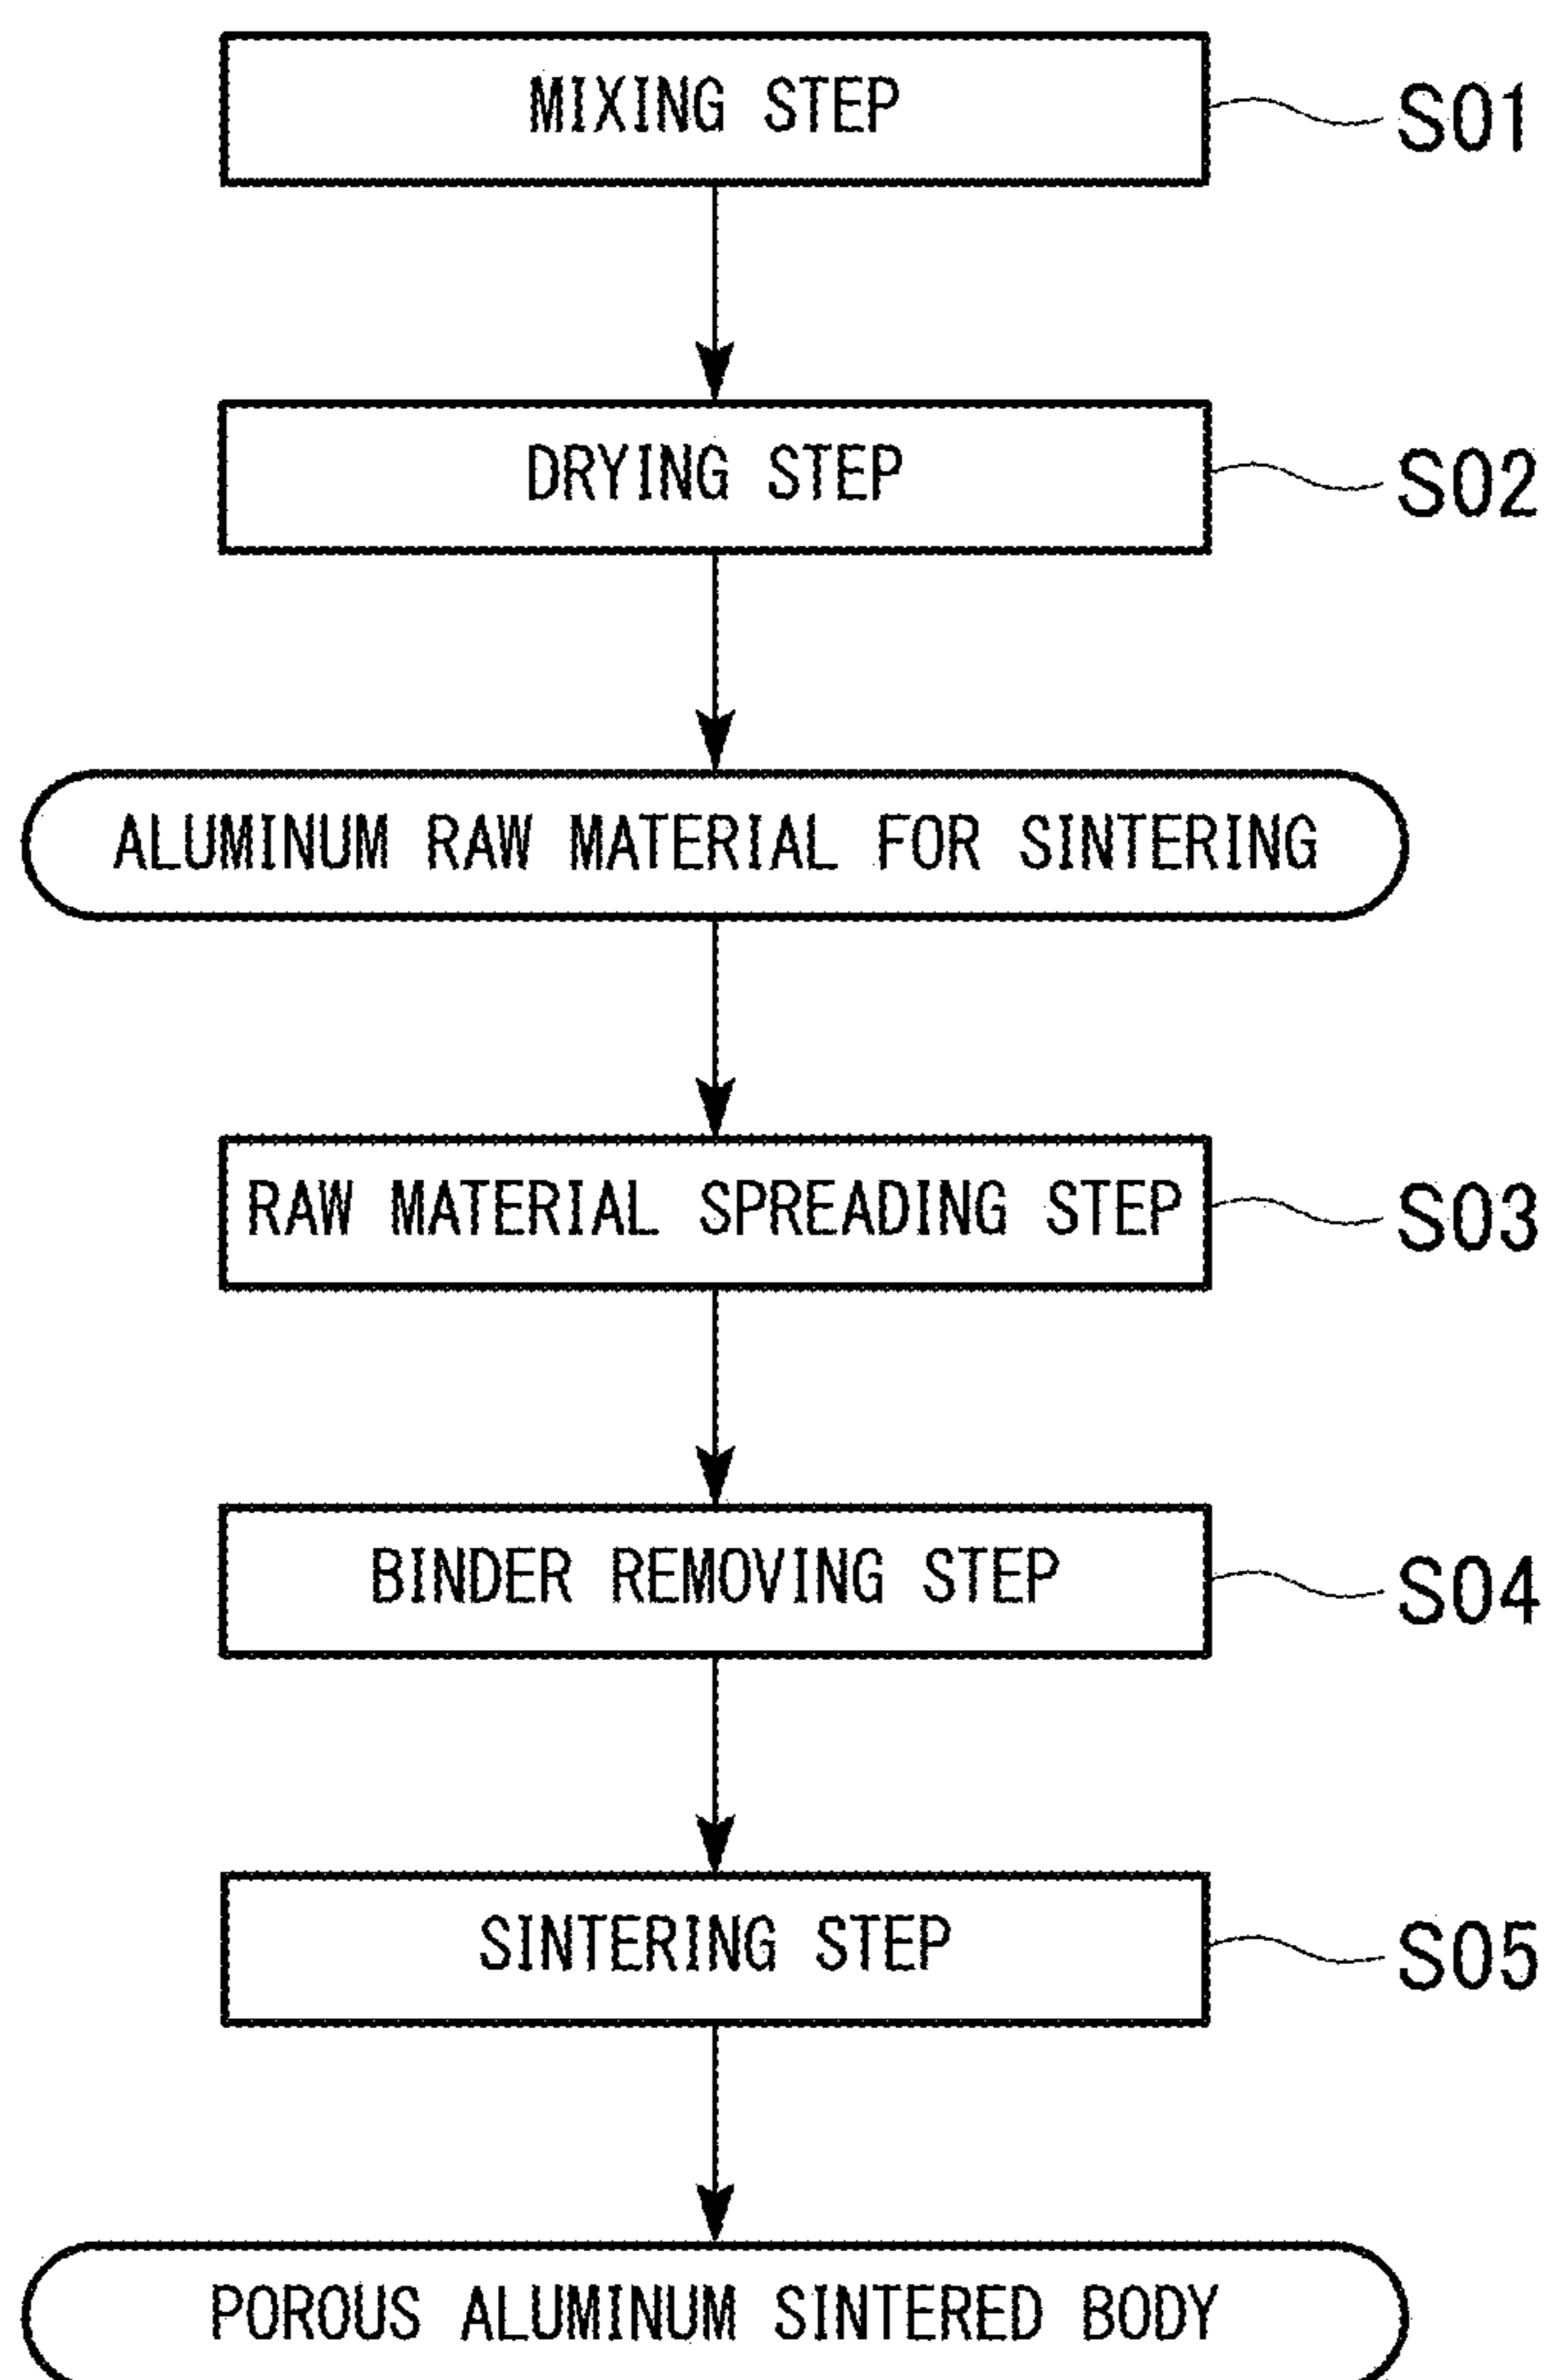 MIXING STEP
S01
DRYING STEP
S02
ALUMINUM RAW MATERIAL FOR SINTERING
RAW MATERIAL SPREADING STEP
S03
BINDER REMOVING STEP
S04
SINTERING STEP
S05
POROUS ALUMINUM SINTERED BODY